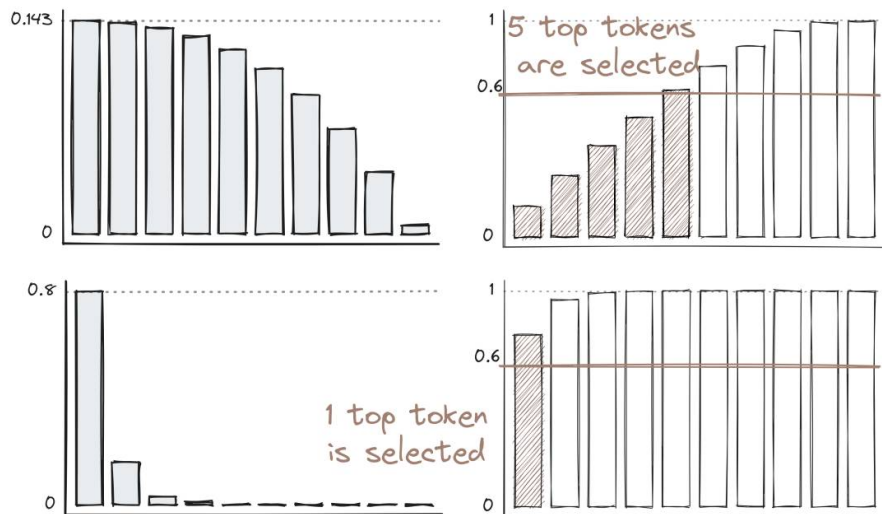 0.143
0
1
5 top tokens
are selected
0.6
0
0.8
0
1
0.6
1 top token
is selected
0